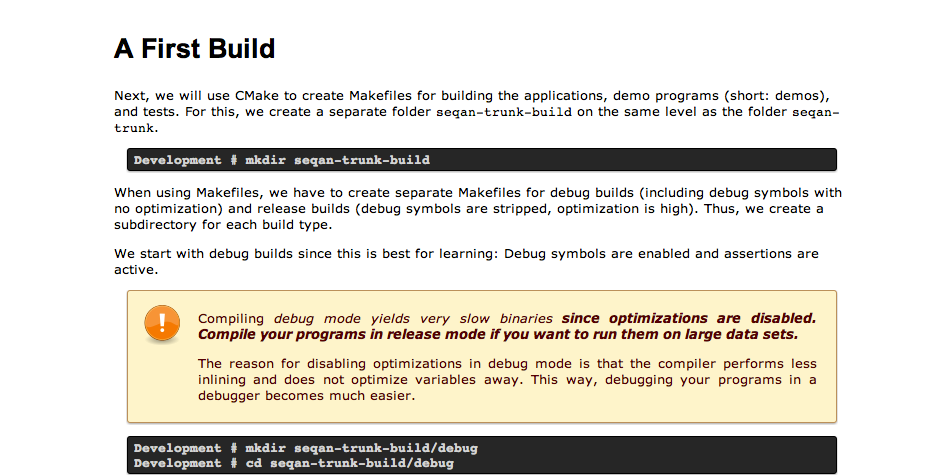 A First Build
Next, we will use CMake to create Makefiles for building the applications, demo programs (short: demos),
and tests. For this, we create a separate folder seqan-trunk-build on the same level as the folder seqan-
trunk.
Development # mkdir seqan-trunk-build
When using Makefiles, we have to create separate Makefiles for debug builds (including debug symbols with
no optimization) and release builds (debug symbols are stripped, optimization is high). Thus, we create a
subdirectory for each build type.
We start with debug builds since this is best for learning: Debug symbols are enabled and assertions are
active.
Compiling debug mode yields very slow binaries since optimizations are disabled.
Compile your programs in release mode if you want to run them on large data sets.
The reason for disabling optimizations in debug mode is that the compiler performs less
inlining and does not optimize variables away. This way, debugging your programs in a
debugger becomes much easier.
Development # mkdir seqan-trunk-build/debug
Development # cd seqan-trunk-build/debug